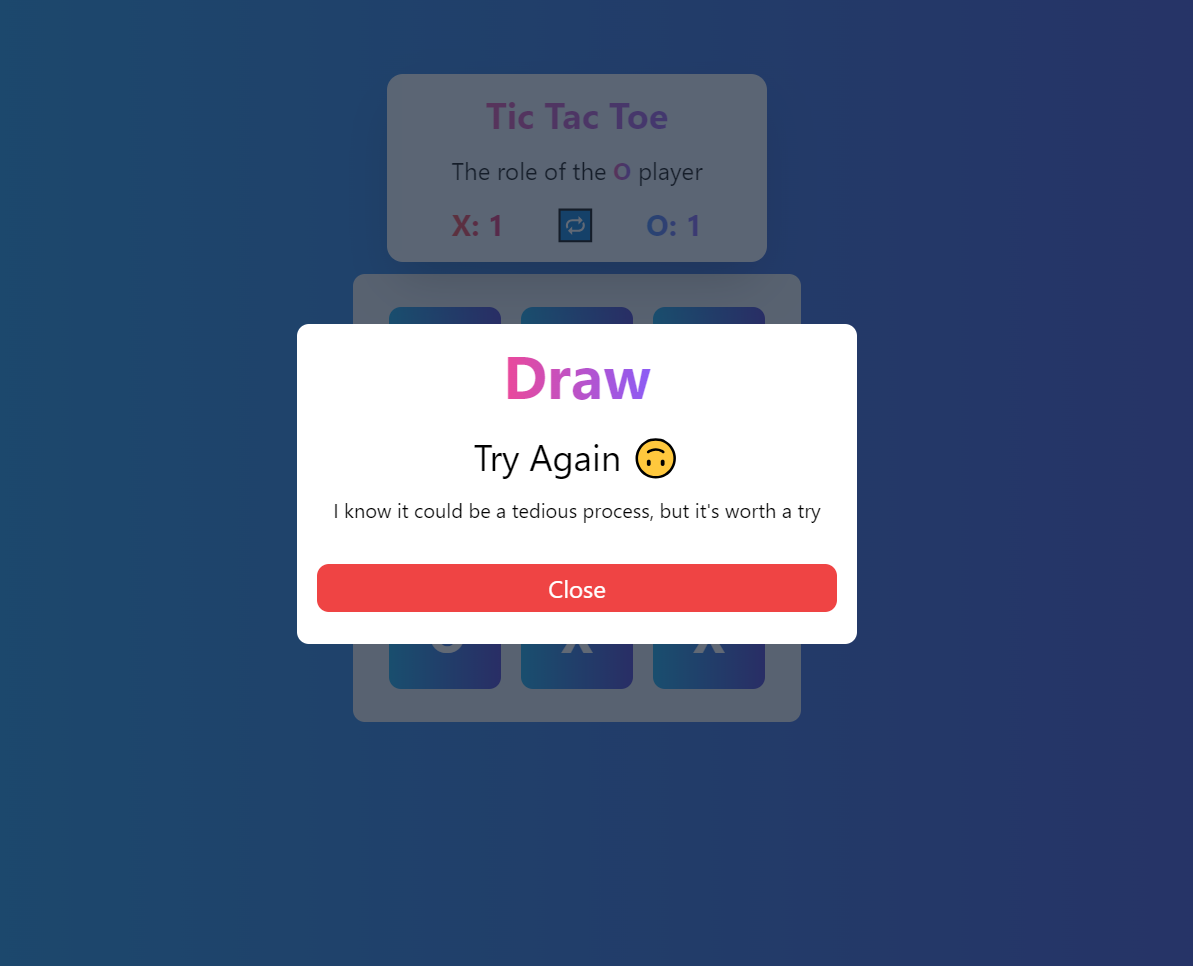 Tic Tac Toe
The role of the O player
X: 1 O: 1
Draw
Try Again 🙃
I know it could be a tedious process, but it's worth a try
Close
O X X